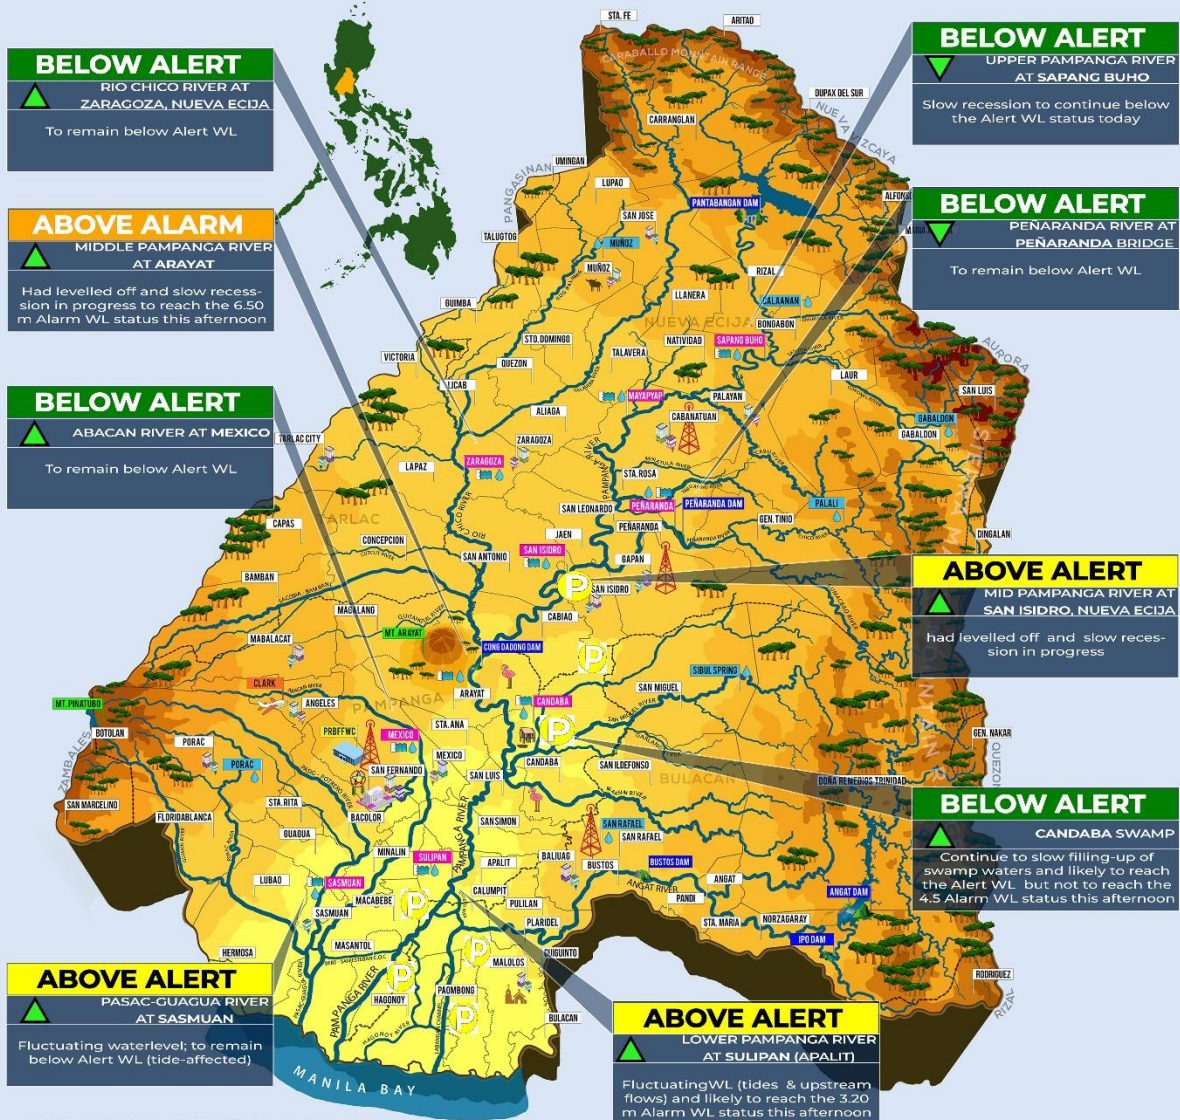 BELOW ALERT
RIO CHICO RIVER AT
ZARAGOZA, NUEVA ECIJA
To remain below Alert WL
ABOVE ALARM
MIDDLE PAMPANGA RIVER
AT ARAYAT
Had levelled off and slow reces-
sion in progress to reach the 6.50
m Alarm WL status this afternoon
BELOW ALERT
ABACAN RIVER AT MEXICO
To remain below Alert WL
ABOVE ALERT
PASAC-GUAGUA RIVER
AT SASMUAN
Fluctuating waterlevel; to remain
below Alert WL (tide-affected)
BELOW ALERT
UPPER PAMPANGA RIVER
AT SAPANG BUHO
Slow recession to continue below
the Alert WL status today
BELOW ALERT
PEÑARANDA RIVER AT
PEÑARANDA BRIDGE
To remain below Alert WL
ABOVE ALERT
MID PAMPANGA RIVER AT
SAN ISIDRO, NUEVA ECIJA
had levelled off and slow reces-
sion in progress
BELOW ALERT
CANDABA SWAMP
Continue to slow filling-up of
swamp waters and likely to reach
the Alert WL but not to reach the
4.5 Alarm WL status this afternoon
ABOVE ALERT
LOWER PAMPANGA RIVER
AT SULIPAN (APALIT)
FluctuatingWL (tides & upstream
flows) and likely to reach the 3.20
m Alarm WL status this afternoon
STA. FE
ARITAO
CARABALLO MOUNTAIN RANGE
DUPAX DEL SUR
NUEVA VIZCAYA
CARRANGLAN
UMINGAN
PANGASINAN
LUPAO
ALFONSO
PANTABANGAN DAM
SAN JOSE
TALUGTOG
MUÑOZ
MUÑOZ
RIZAL
CALAANAN
LLANERA
GUIMBA
NUEVA ECIJA
BONGABON
STO.DOMINGO
NATIVIDAD
SAPANG BUHO
AURORA
VICTORIA
TALAVERA
QUEZON
LAUR
LICAB
SAN LUIS
MAYAPYAP
PALAYAN
ALIAGA
CABANATUAN
GABALDON
GABALDON
TARLAC CITY
ZARAGOZA
LAPAZ
ZARAGOZA
PAMPANGA RIVER
STA.ROSA
PEÑARANDA
PEÑARANDA DAM
PALALI
SAN LEONARDO
GEN.TINIO
CAPAS
ARLAC
RIO CHICO RIVER
PEÑARANDA
PEÑARANDA RIVER
JAEN
DINGALAN
CONCEPCION
SAN ANTONIO
SAN ISIDRO
GAPAN
BAMBAN
P
SAN ISIDRO
SACOBIA - BAMBAN
MAGALANG
CABIAO
MT. ARAYAT
MABALACAT
CONG DADONG DAM
P
SIBUL SPRING
CLARK
SAN MIGUEL
MT. PINATUBO
ABACAN RIVER
ANGELES
PAMPANGA
ARAYAT
CANDABA
STA. ANA
P
BOTOLAN
ZAMBALES
PRBFFWC
MEXICO
GEN. NAKAR
QUEZON
PORAC
PORAC
MEXICO
CANDABA
SAN ILDEFONSO
SAN FERNANDO
SAN LUIS
BULACAN
DOÑA REMEDIOS TRINIDAD
SAN MARCELINO
STA.RITA
FLORIDABLANCA
BACOLOR
PAMPANGA RIVER
SANSIMON
SAN RAFAEL
GUAGUA
SAN RAFAEL
MINALIN
SULIPAN
APALIT
BALIUAG
BUSTOS
BUSTOS DAM
LUBAO
SASMUAN
CALUMPIT
ANGAT RIVER
ANGAT
ANGAT DAM
MACABEBE
P
PULILAN
PANDI
SASMUAN
PLARIDEL
STA. MARIA
NORZAGARAY
IPO DAM
HERMOSA
MASANTOL
P
MALOLOS
GUIGUINTO
P
RODRIGUEZ
RIZAL
PAMPANGA RIVER
HAGONOY
PAOMBONG
P
BULACAN
MANILA BAY